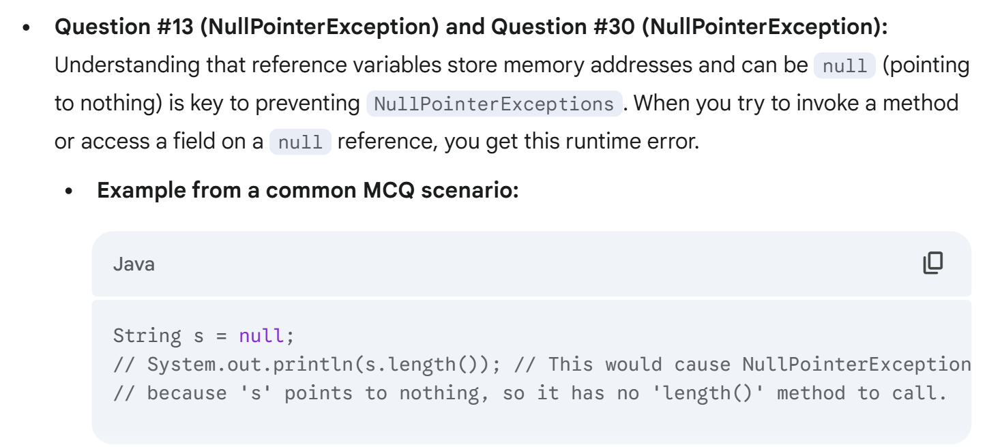 • Question #13 (NullPointerException) and Question #30 (NullPointerException):
Understanding that reference variables store memory addresses and can be null (pointing
to nothing) is key to preventing NullPointerExceptions. When you try to invoke a method
or access a field on a null reference, you get this runtime error.
• Example from a common MCQ scenario:
Java
String s = null;
// System.out.println(s.length()); // This would cause NullPointerException
// because 's' points to nothing, so it has no 'length()' method to call.